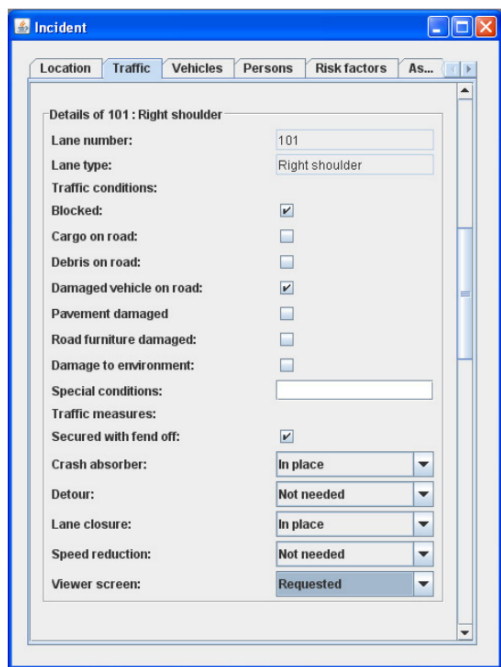 Incident
Location Traffic Vehicles Persons Risk factors As...
Details of 101 : Right shoulder
Lane number: 101
Lane type: Right shoulder
Traffic conditions:
Blocked:
Cargo on road:
Debris on road:
Damaged vehicle on road:
Pavement damaged
Road furniture damaged:
Damage to environment:
Special conditions:
Traffic measures:
Secured with fend off:
Crash absorber: In place
Detour: Not needed
Lane closure: In place
Speed reduction: Not needed
Viewer screen: Requested